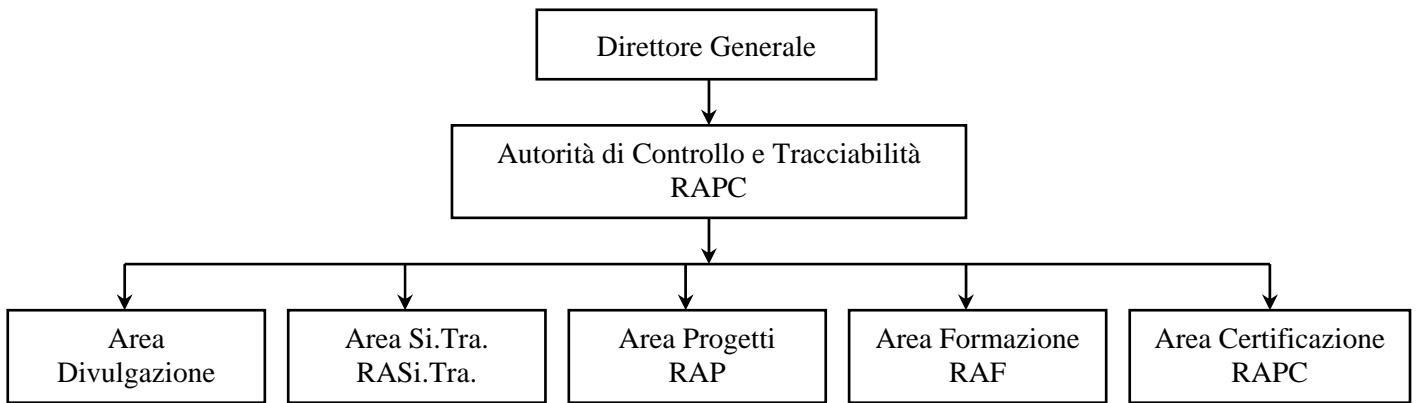 Direttore Generale
Autorità di Controllo e Tracciabilità
RAPC
Area
Divulgazione
Area Si.Tra.
RASi.Tra.
Area Progetti
RAP
Area Formazione
RAF
Area Certificazione
RAPC